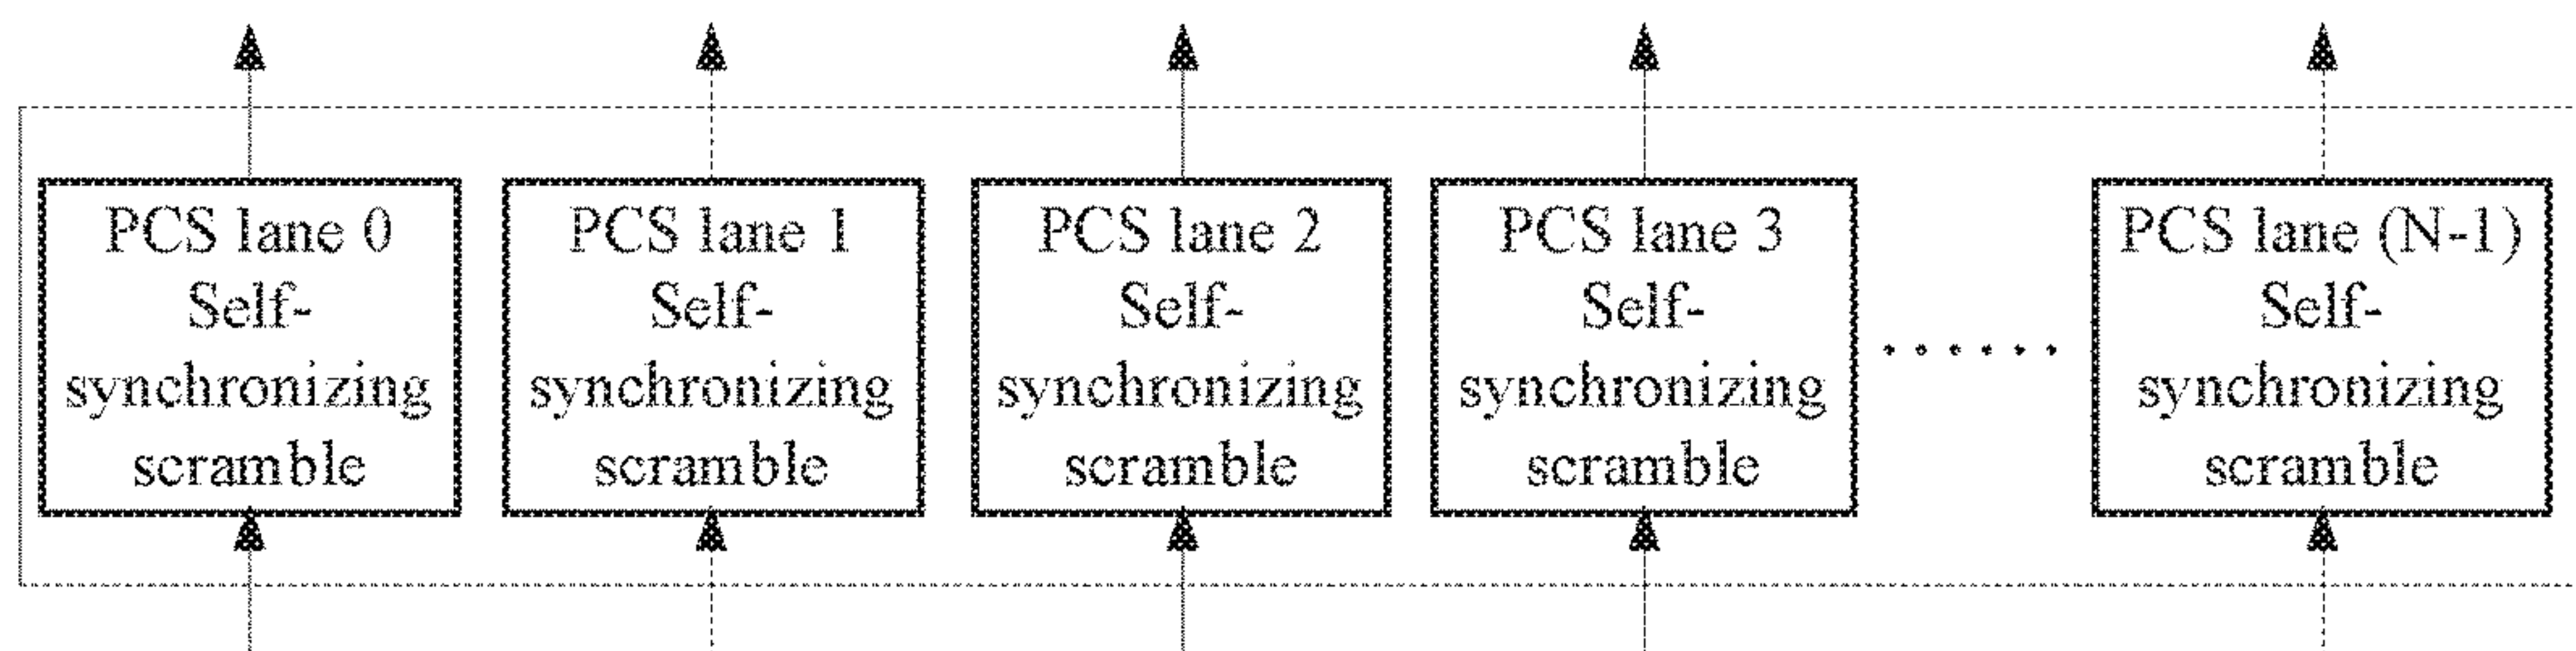 PCS lane 0
Self-
synchronizing
scramble
PCS lane 1
Self-
synchronizing
scramble
PCS lane 2
Self-
synchronizing
scramble
PCS lane 3
Self-
synchronizing
scramble
......
PCS lane (N-1)
Self-
synchronizing
scramble